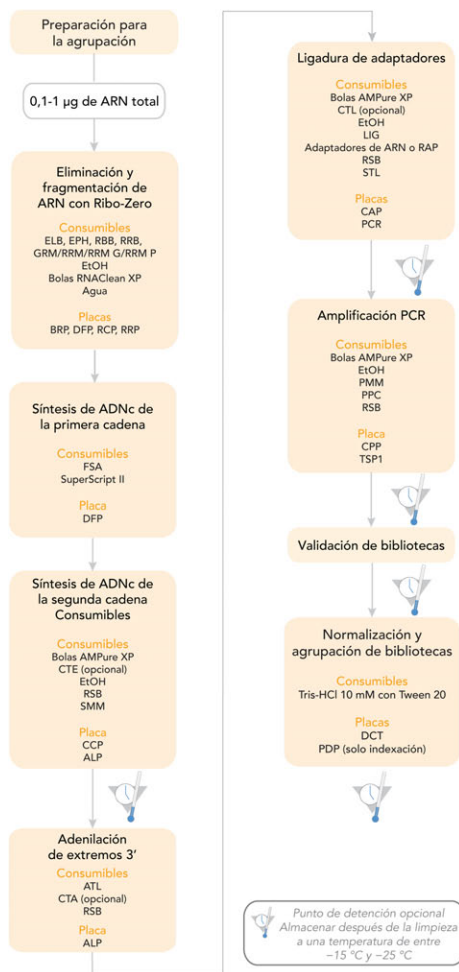 Preparación para
la agrupación
0,1-1 µg de ARN total
Eliminación y
fragmentación de
ARN con Ribo-Zero
Consumibles
ELB, EPH, RBB, RRB,
GRM/RRM/RRM G/RRM P
EtOH
Bolas RNAClean XP
Agua
Placas
BRP, DFP, RCP, RRP
Síntesis de ADNc de
la primera cadena
Consumibles
FSA
SuperScript II
Placa
DFP
Síntesis de ADNc de
la segunda cadena
Consumibles
Consumibles
Bolas AMPure XP
CTE (opcional)
EtOH
RSB
SMM
Placa
CCP
ALP
Adenilación
de extremos 3’
Consumibles
ATL
CTA (opcional)
RSB
Placa
ALP
Ligadura de adaptadores
Consumibles
Bolas AMPure XP
CTL (opcional)
EtOH
LIG
Adaptadores de ARN o RAP
RSB
STL
Placas
CAP
PCR
Amplificación PCR
Consumibles
Bolas AMPure XP
EtOH
PMM
PPC
RSB
Placa
CPP
TSP1
Validación de bibliotecas
Normalización y
agrupación de bibliotecas
Consumibles
Tris-HCl 10 mM con Tween 20
Placas
DCT
PDP (solo indexación)
Punto de detención opcional
Almacenar después de la limpieza
a una temperatura de entre
−15 ºC y −25 ºC